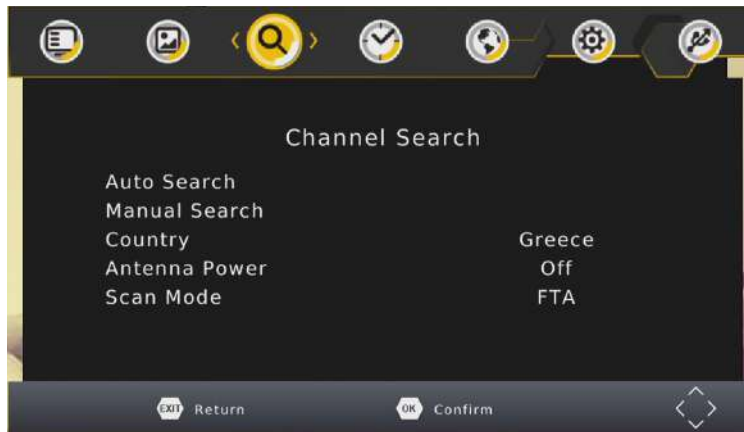 Channel Search
Auto Search
Manual Search
Country Greece
Antenna Power Off
Scan Mode FTA
EXIT Return OK Confirm